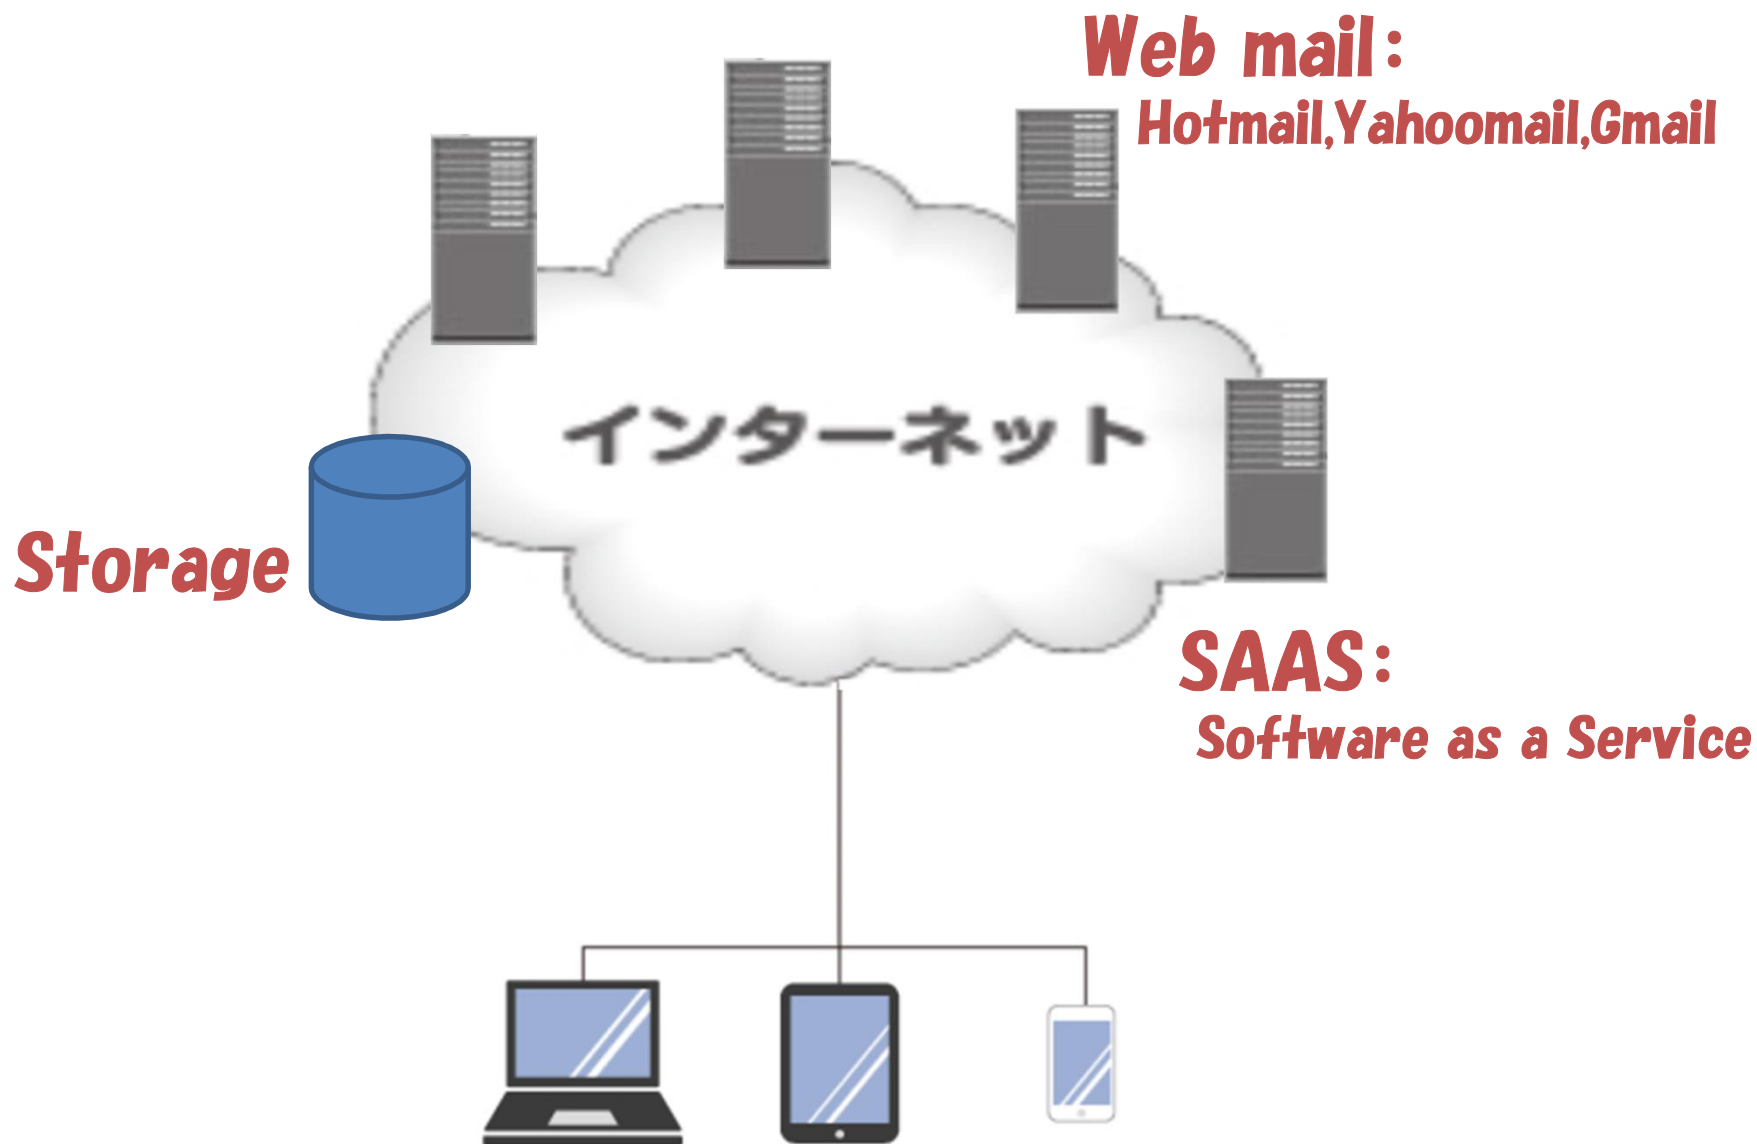 Web mail：
Hotmail,Yahoomail,Gmail
インターネット
Storage
SAAS：
Software as a Service